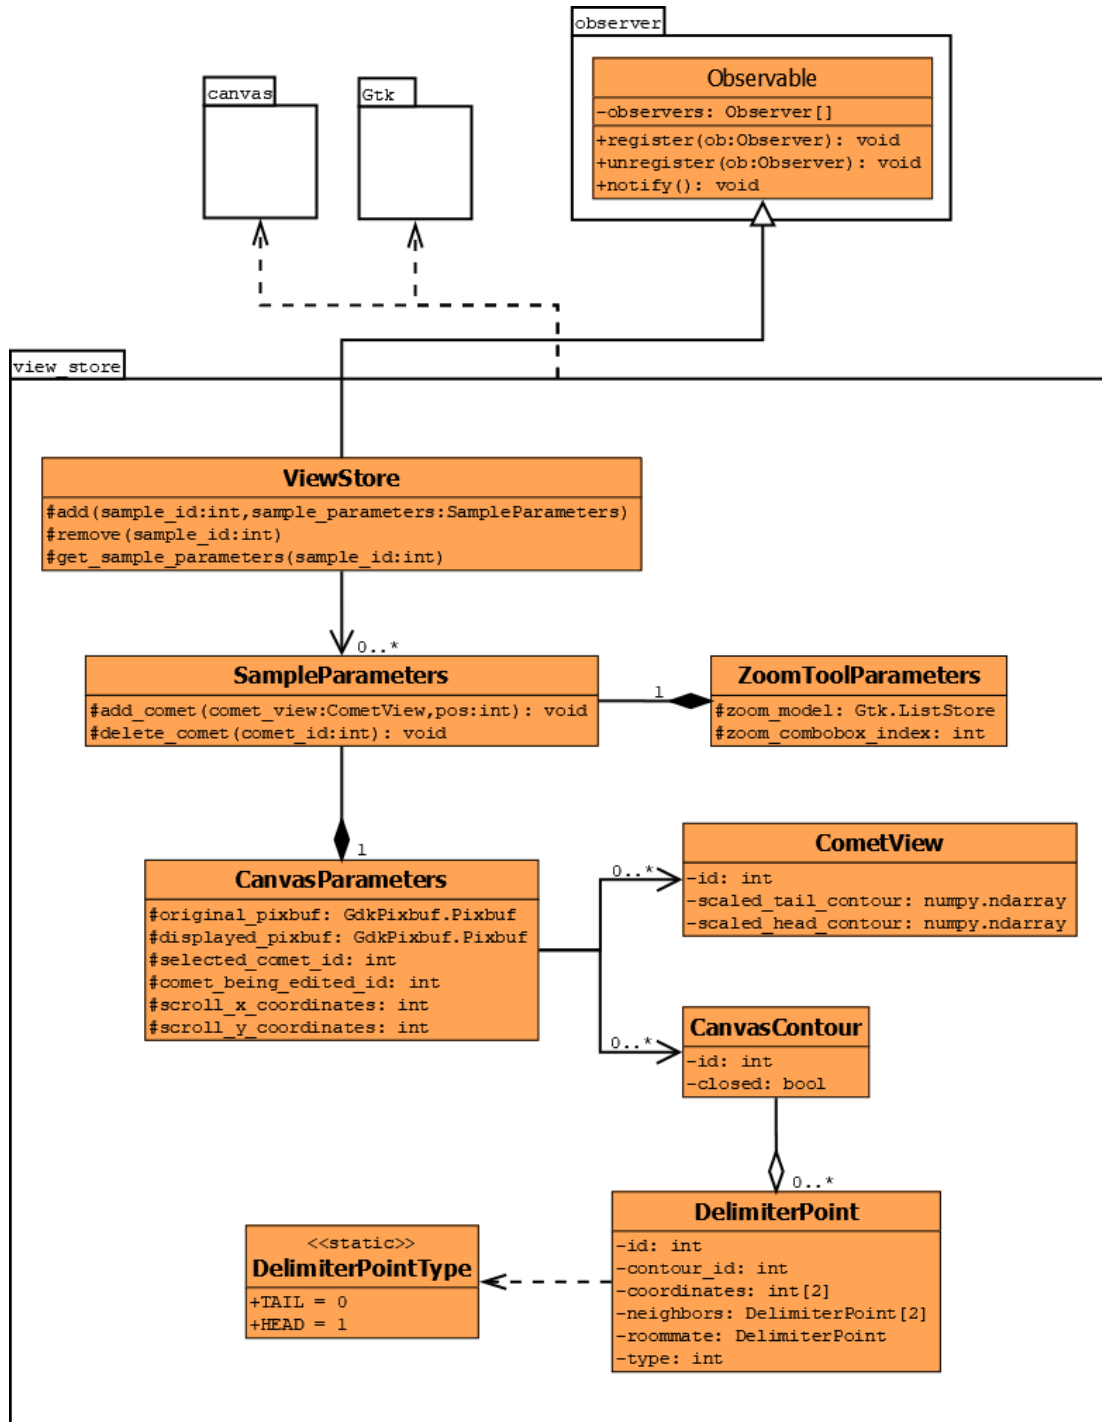 observer
Observable
-observers: Observer[]
+register(ob:Observer): void
+unregister(ob:Observer): void
+notify(): void
canvas
Gtk
view_store
ViewStore
#add(sample_id:int,sample_parameters:SampleParameters)
#remove(sample_id:int)
#get_sample_parameters(sample_id:int)
0..*
SampleParameters
#add_comet(comet_view:CometView,pos:int): void
#delete_comet(comet_id:int): void
1
ZoomToolParameters
#zoom_model: Gtk.ListStore
#zoom_combobox_index: int
1
CanvasParameters
#original_pixbuf: GdkPixbuf.Pixbuf
#displayed_pixbuf: GdkPixbuf.Pixbuf
#selected_comet_id: int
#comet_being_edited_id: int
#scroll_x_coordinates: int
#scroll_y_coordinates: int
0..*
CometView
-id: int
-scaled_tail_contour: numpy.ndarray
-scaled_head_contour: numpy.ndarray
0..*
CanvasContour
-id: int
-closed: bool
0..*
DelimiterPoint
-id: int
-contour_id: int
-coordinates: int[2]
-neighbors: DelimiterPoint[2]
-roommate: DelimiterPoint
-type: int
<<static>>
DelimiterPointType
+TAIL = 0
+HEAD = 1